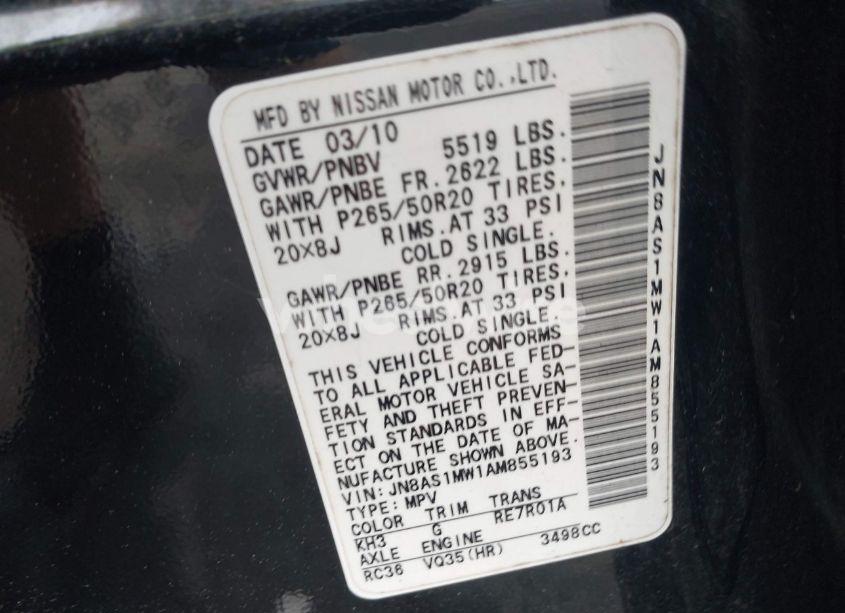 MFD BY NISSAN MOTOR CO.,LTD.
DATE 03/10
GVWR/PNBV 5519 LBS.
GAWR/PNBE FR.2622 LBS.
WITH P265/50R20 TIRES.
20X8J RIMS.AT 33 PSI
COLD SINGLE.
GAWR/PNBE RR.2915 LBS.
WITH P265/50R20 TIRES.
20X8J RIMS.AT 33 PSI
COLD SINGLE.
THIS VEHICLE CONFORMS
TO ALL APPLICABLE FED-
ERAL MOTOR VEHICLE SA-
FETY AND THEFT PREVEN-
TION STANDARDS IN EFF-
ECT ON THE DATE OF MA-
NUFACTURE SHOWN ABOVE.
VIN:JN8AS1MW1AM855193
TYPE:MPV
COLOR TRIM TRANS
KH3 G RE7R01A
AXLE ENGINE
RC36 VQ35(HR) 3498CC
JN8AS1MW1AM855193